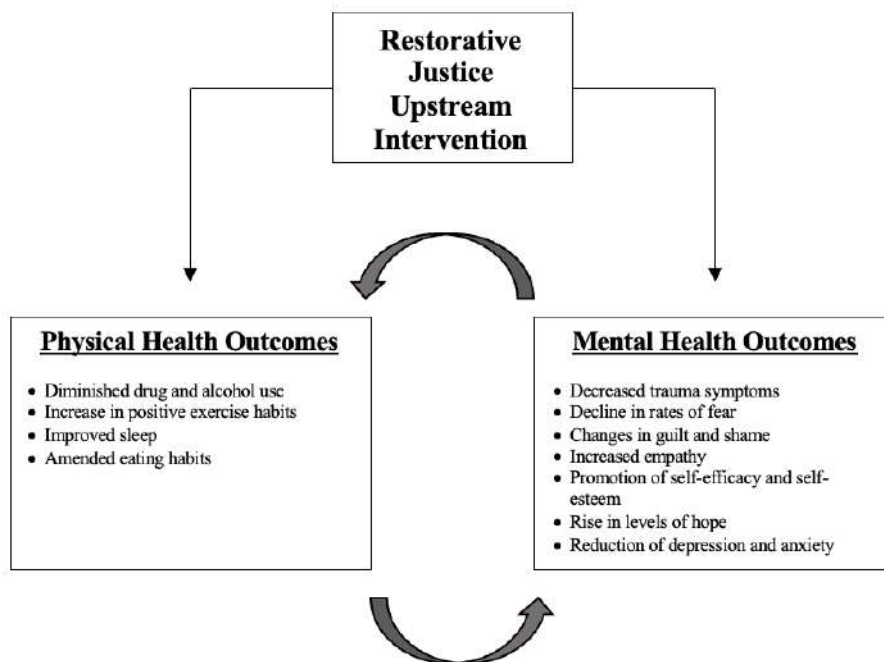 Restorative
Justice
Upstream
Intervention
Physical Health Outcomes
• Diminished drug and alcohol use
• Increase in positive exercise habits
• Improved sleep
• Amended eating habits
Mental Health Outcomes
• Decreased trauma symptoms
• Decline in rates of fear
• Changes in guilt and shame
• Increased empathy
• Promotion of self-efficacy and self-
esteem
• Rise in levels of hope
• Reduction of depression and anxiety